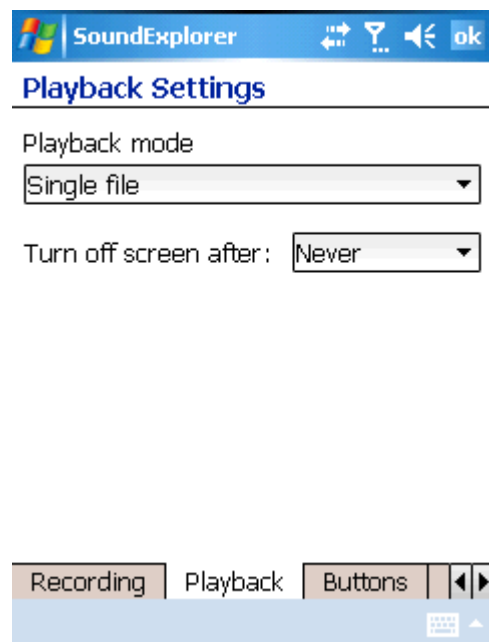 SoundExplorer ok
Playback Settings
Playback mode
Single file
Turn off screen after: Never
Recording Playback Buttons